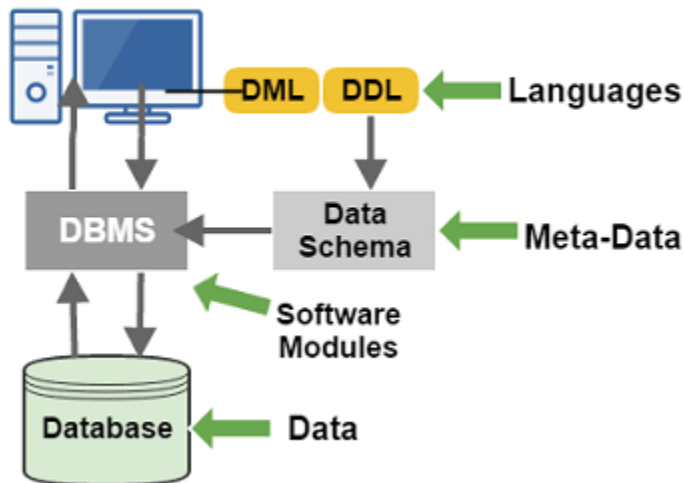 DML DDL Languages
DBMS
Data
Schema
Meta-Data
Software
Modules
Database
Data